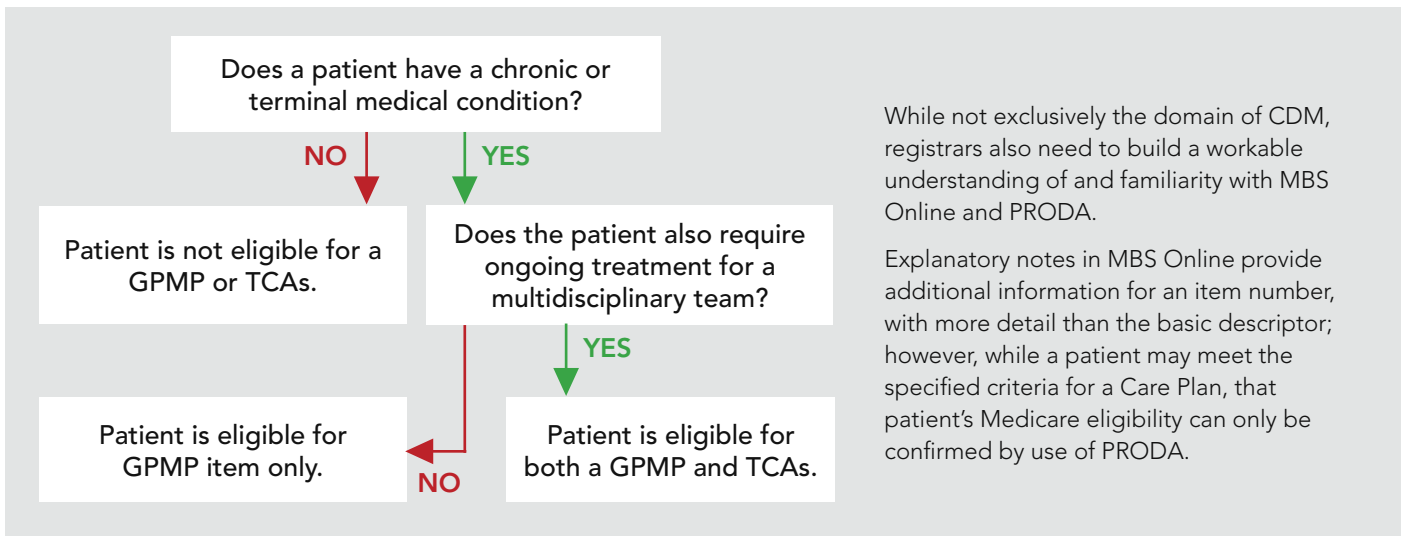 Does a patient have a chronic or
terminal medical condition?
NO
YES
Patient is not eligible for a
GPMP or TCAs.
Does the patient also require
ongoing treatment for a
multidisciplinary team?
YES
Patient is eligible for
GPMP item only.
NO
Patient is eligible for
both a GPMP and TCAs.
While not exclusively the domain of CDM,
registrars also need to build a workable
understanding of and familiarity with MBS
Online and PRODA.
Explanatory notes in MBS Online provide
additional information for an item number,
with more detail than the basic descriptor;
however, while a patient may meet the
specified criteria for a Care Plan, that
patient’s Medicare eligibility can only be
confirmed by use of PRODA.